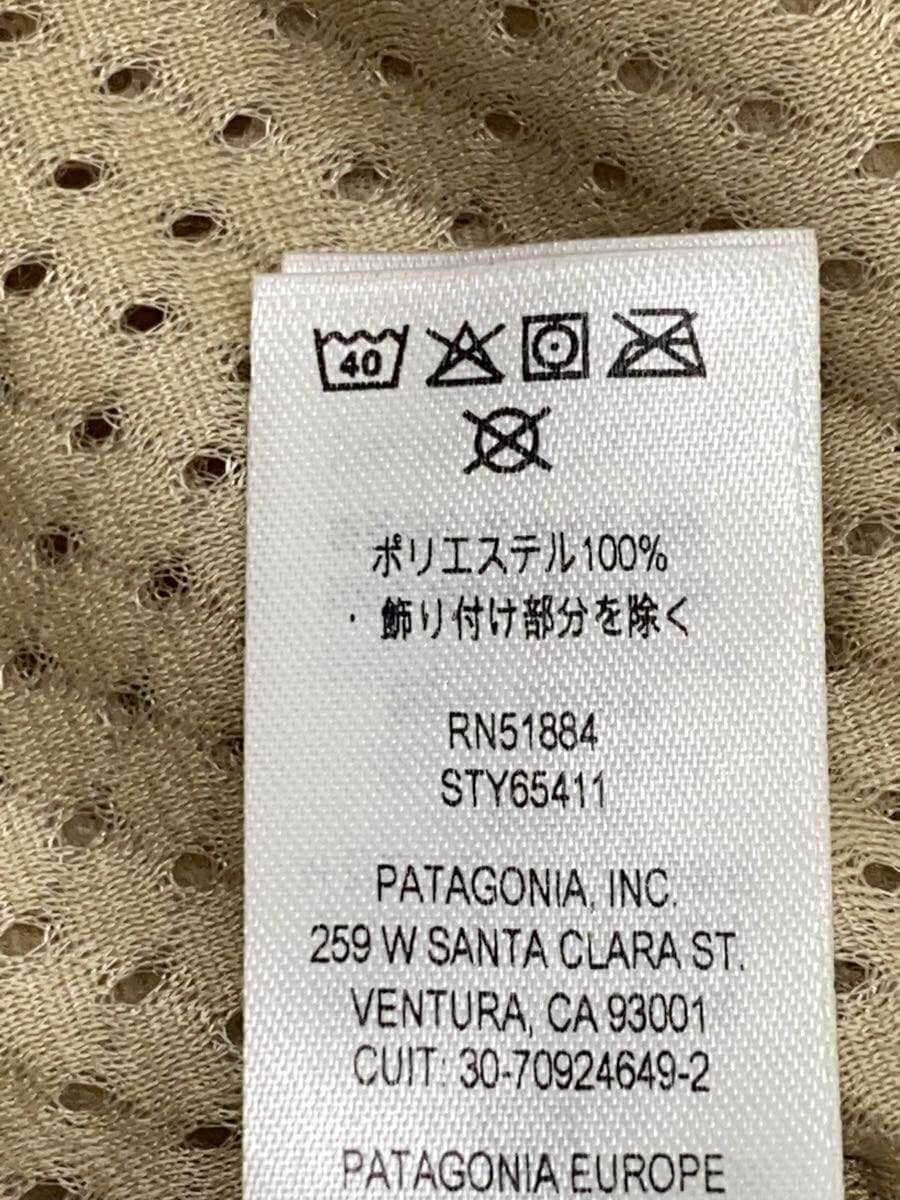 40
ポリエステル100%
・飾り付け部分を除く
RN51884
STY65411
PATAGONIA, INC.
259 W SANTA CLARA ST.
VENTURA, CA 93001
CUIT: 30-70924649-2
PATAGONIA EUROPE